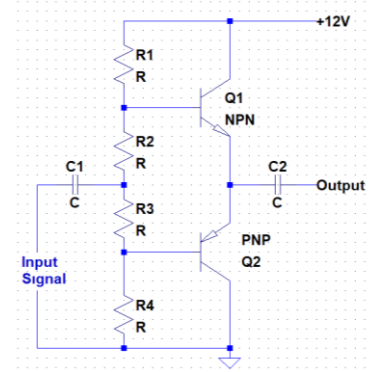 +12V
R1
R
Q1
NPN
R2
R
C1
C
C2
C
Output
R3
R
PNP
Q2
Input
Signal
R4
R